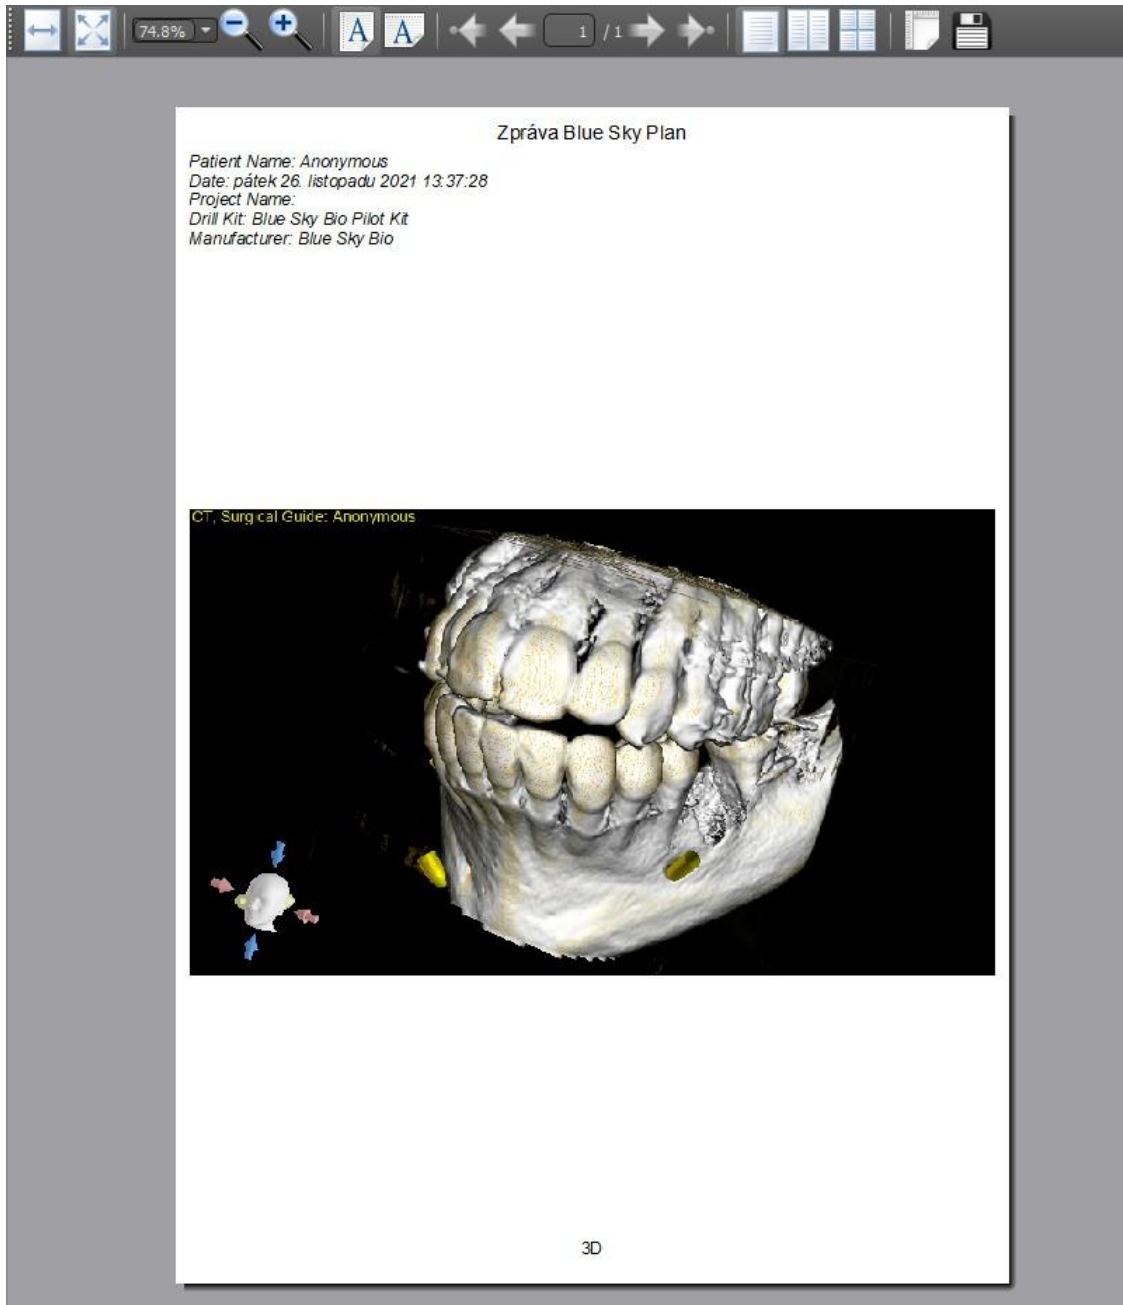 74.8%
A A
1 / 1
Zpráva Blue Sky Plan
Patient Name: Anonymous
Date: pátek 26. listopadu 2021 13:37:28
Project Name:
Drill Kit: Blue Sky Bio Pilot Kit
Manufacturer: Blue Sky Bio
CT, Surgical Guide: Anonymous
3D